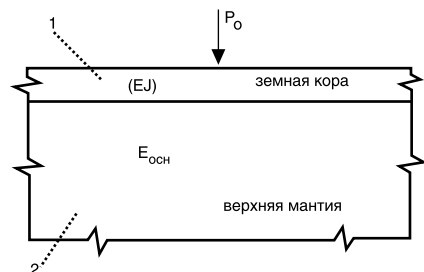 P₀
1
(EJ)
земная кора
Eосн
верхняя мантия
2